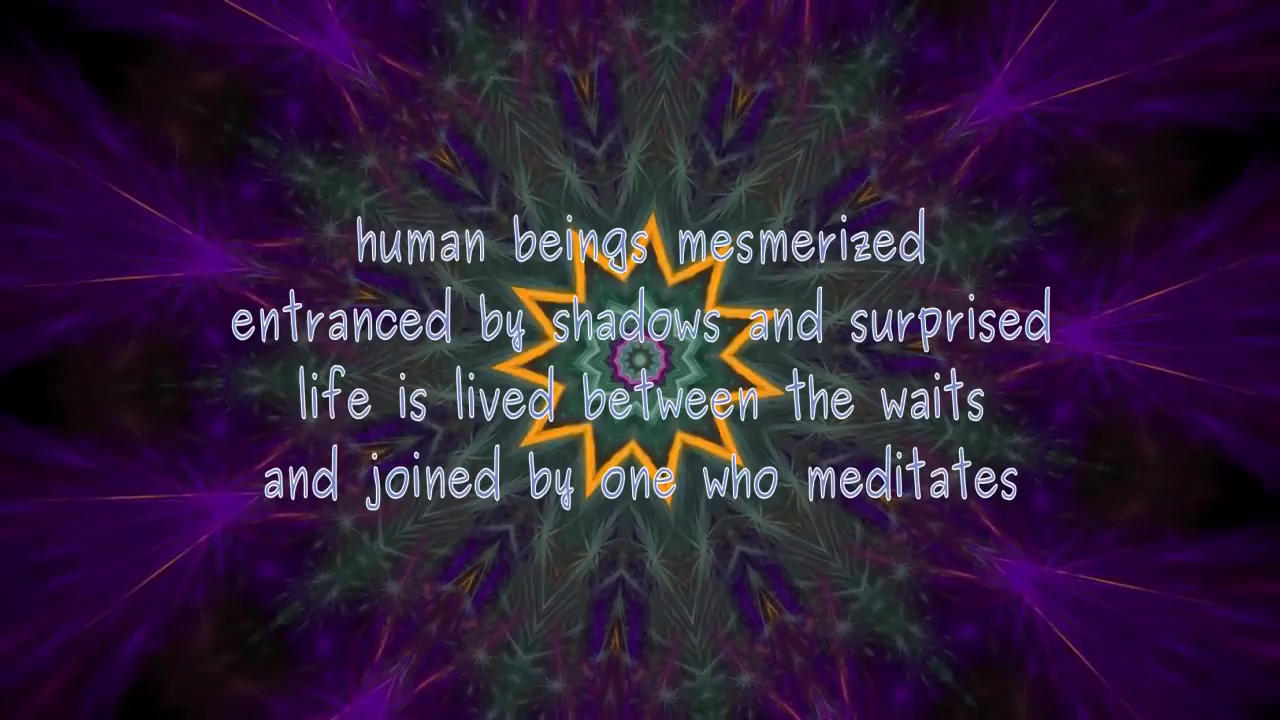 human beings mesmerized
entranced by shadows and surprised
life is lived between the waits
and joined by one who meditates